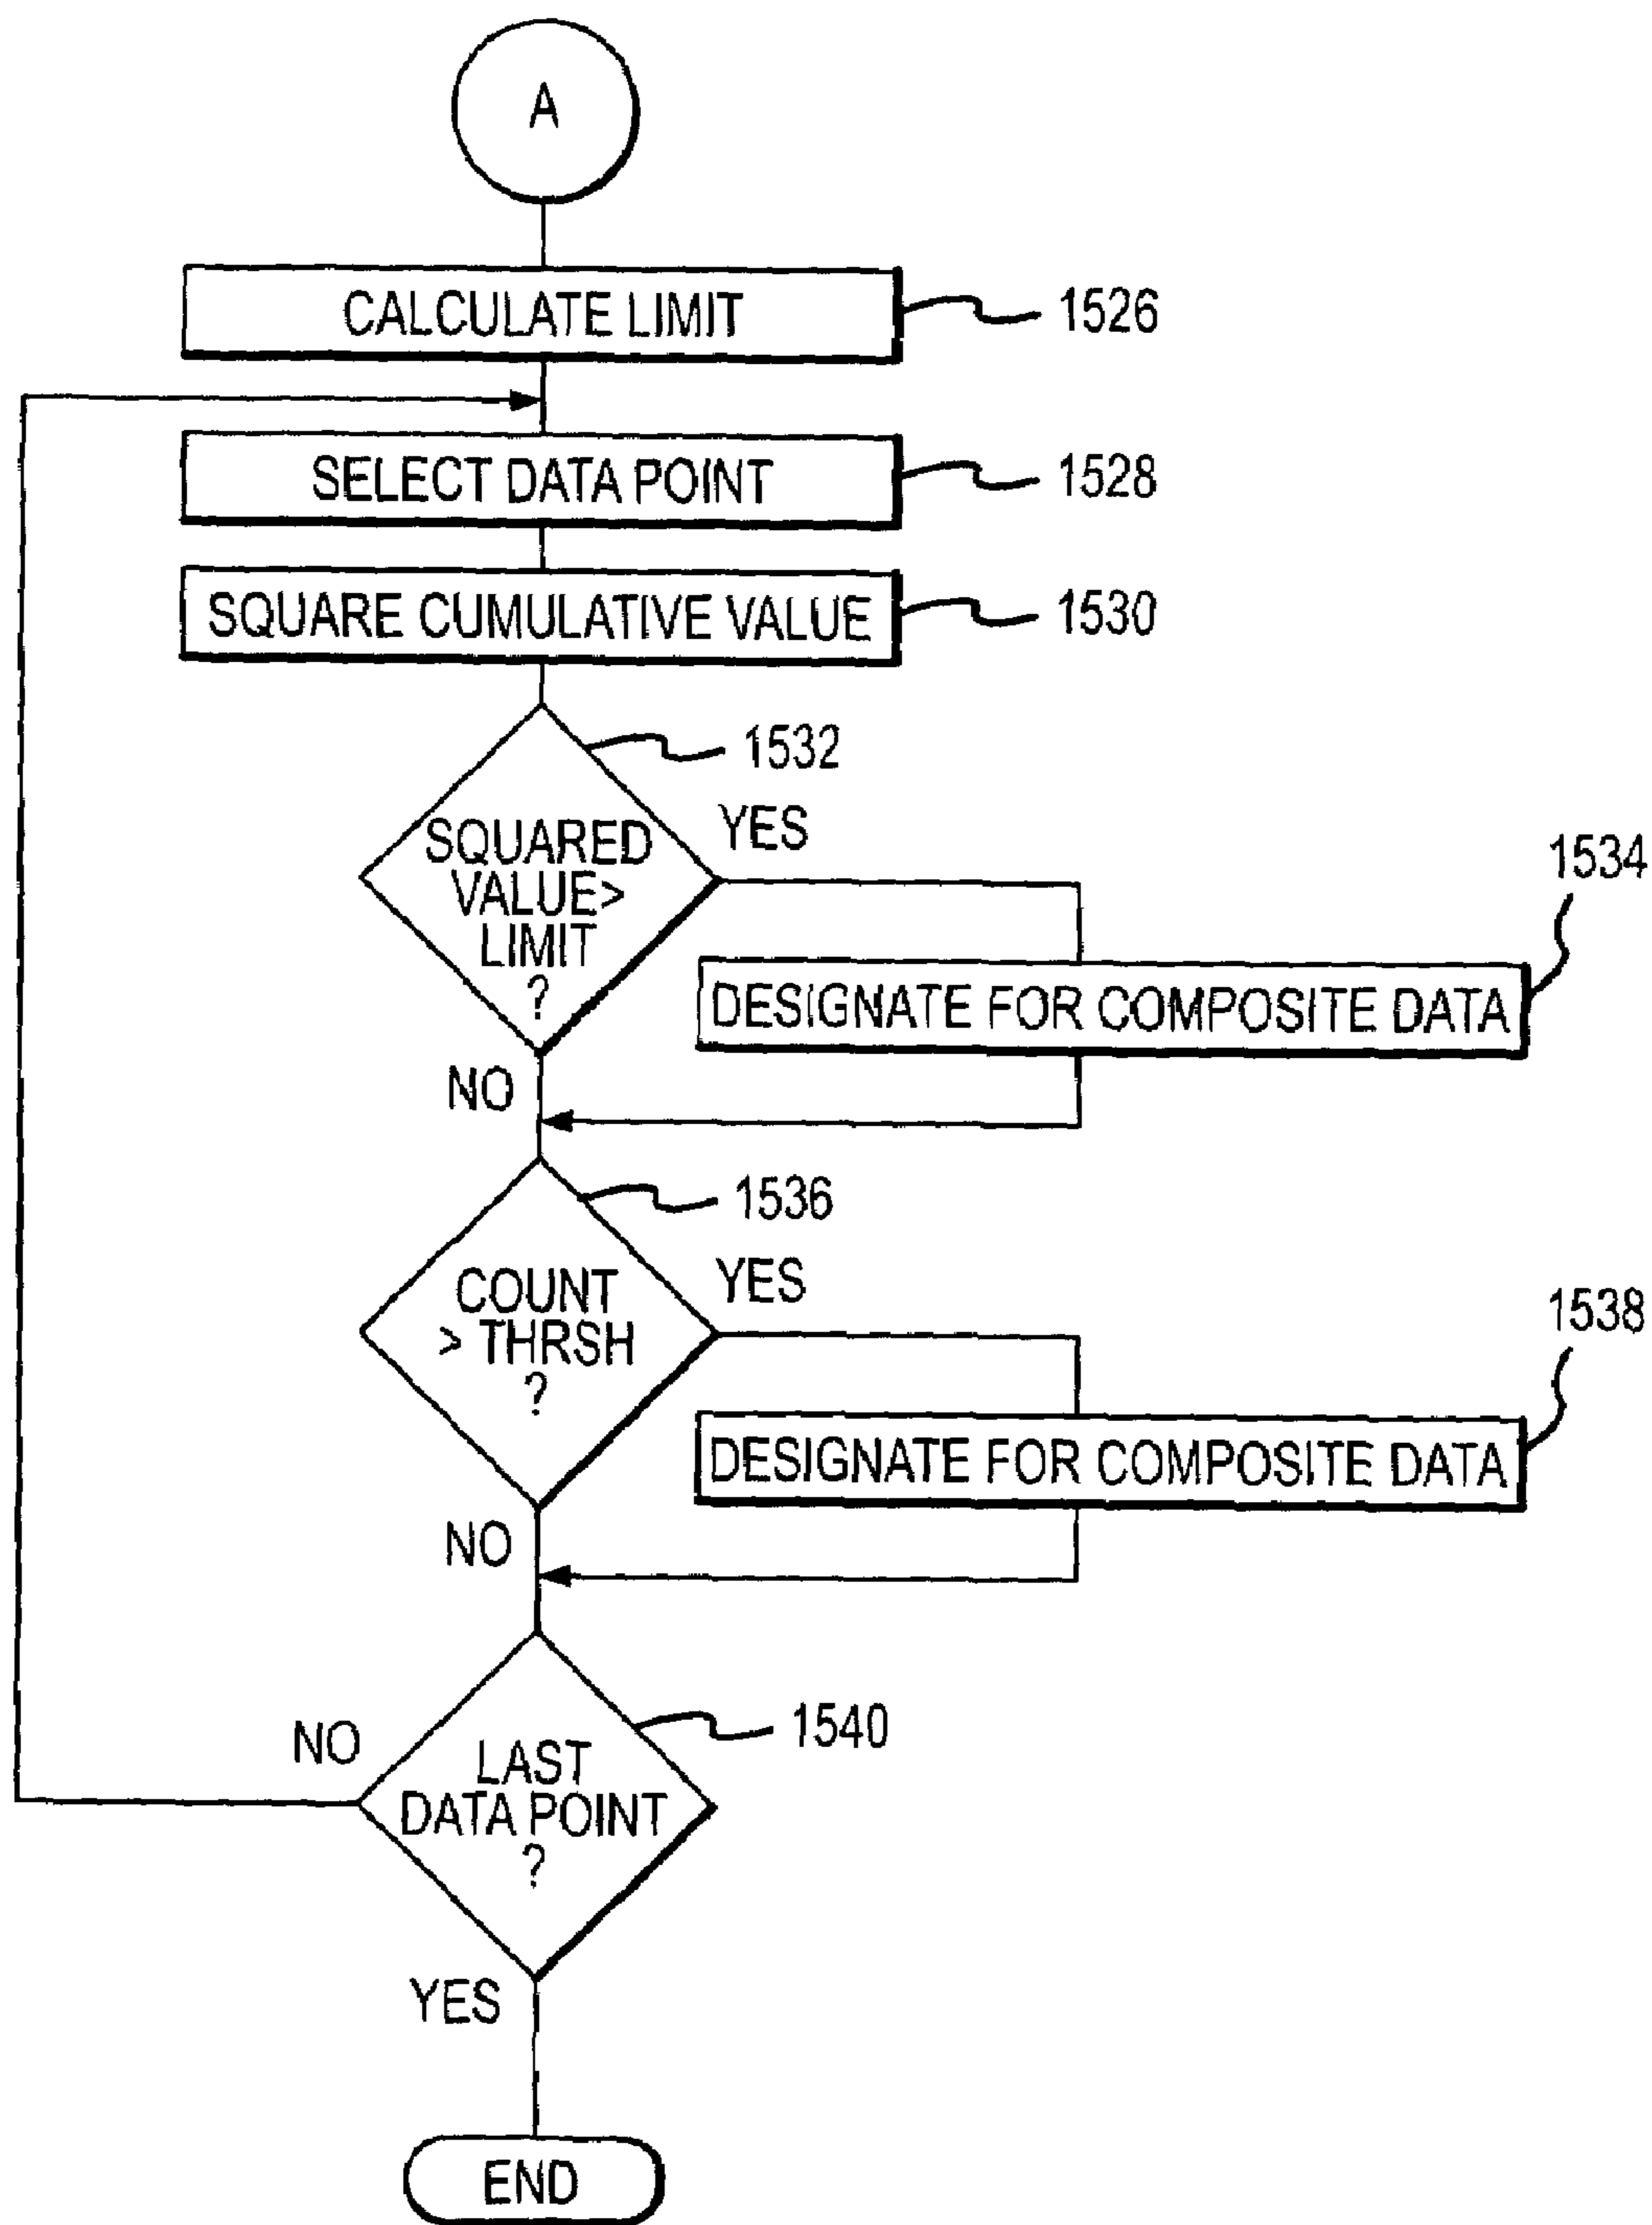 A
CALCULATE LIMIT
1526
SELECT DATA POINT
1528
SQUARE CUMULATIVE VALUE
1530
1532
SQUARED
VALUE>
LIMIT
?
YES
1534
DESIGNATE FOR COMPOSITE DATA
NO
1536
COUNT
> THRSH
?
YES
1538
DESIGNATE FOR COMPOSITE DATA
NO
1540
LAST
DATA POINT
?
NO
YES
END